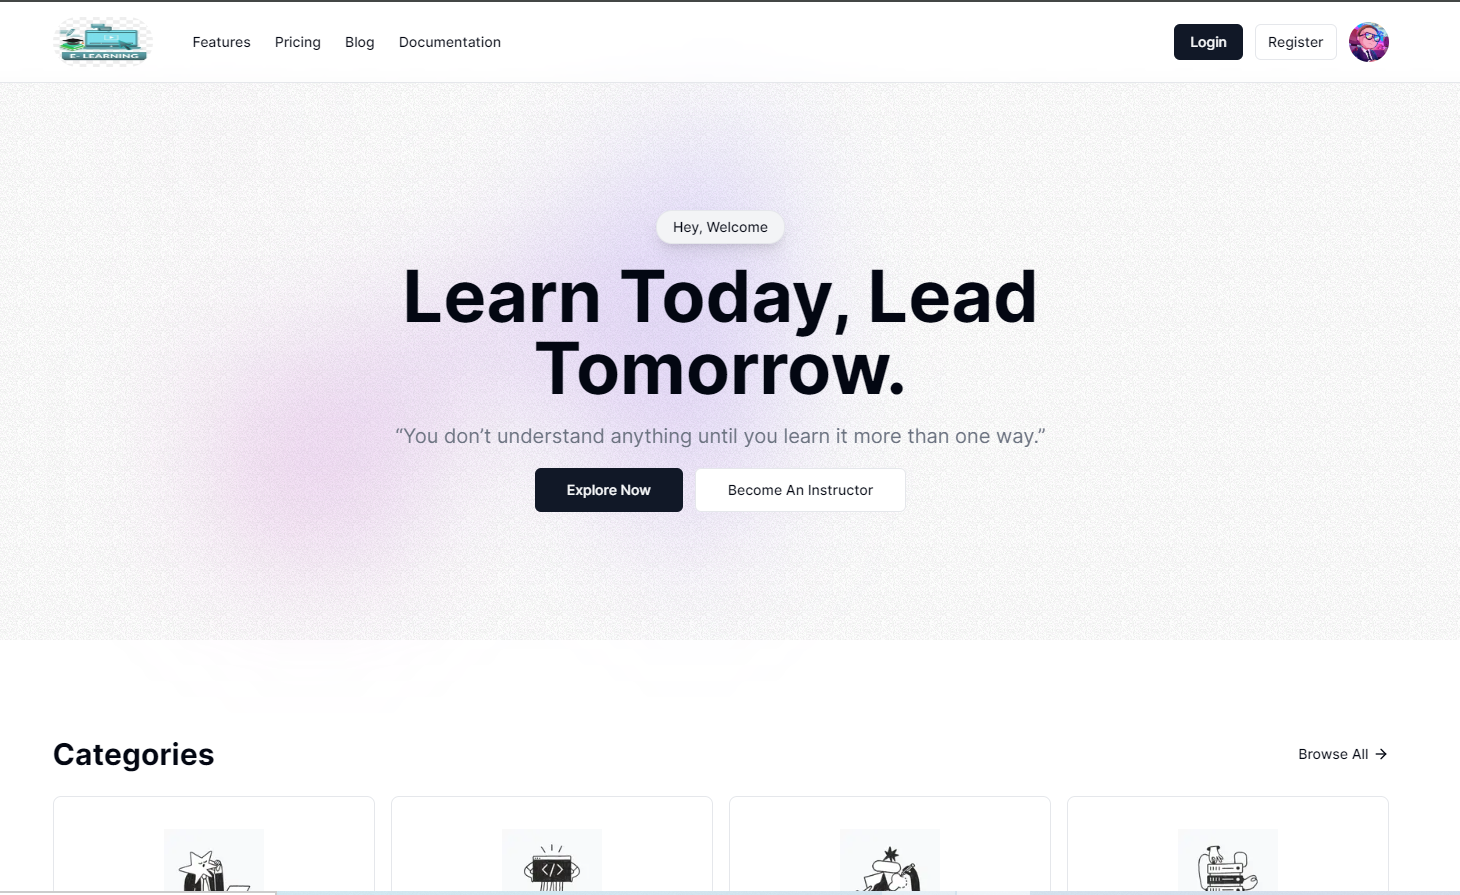 E-LEARNING
Features Pricing Blog Documentation
Login Register
Hey, Welcome
Learn Today, Lead
Tomorrow.
“You don’t understand anything until you learn it more than one way.”
Explore Now Become An Instructor
Categories
Browse All